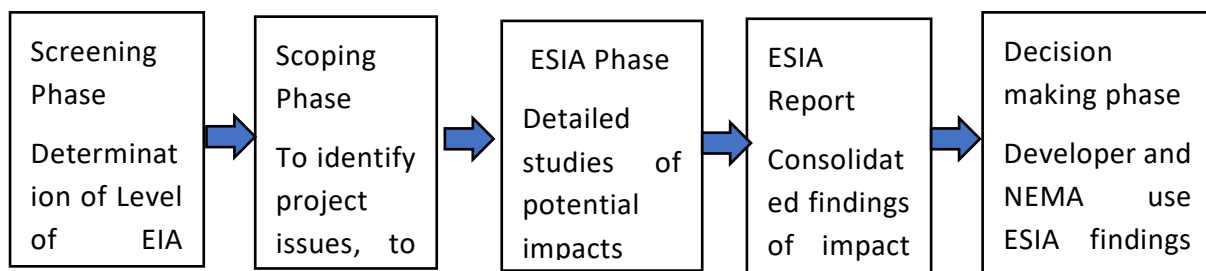 Screening
Phase
Determinat
ion of Level
of EIA
Scoping
Phase
To identify
project
issues, to
ESIA Phase
Detailed
studies of
potential
impacts
ESIA
Report
Consolidat
ed findings
of impact
Decision
making phase
Developer and
NEMA use
ESIA findings